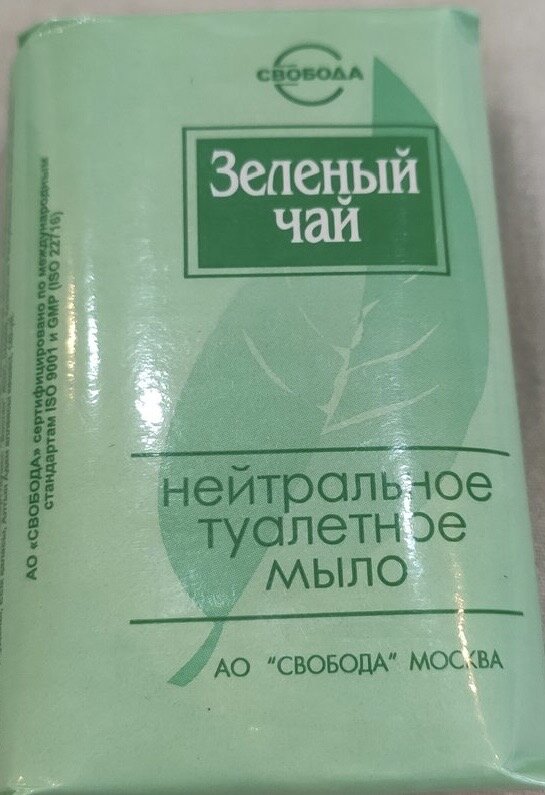 СВОБОДА
Зеленый
чай
нейтральное
туалетное
мыло
АО "СВОБОДА" МОСКВА
АО «СВОБОДА» сертифицировано по международным
стандартам ISO 9001 и GMP (ISO 22716)